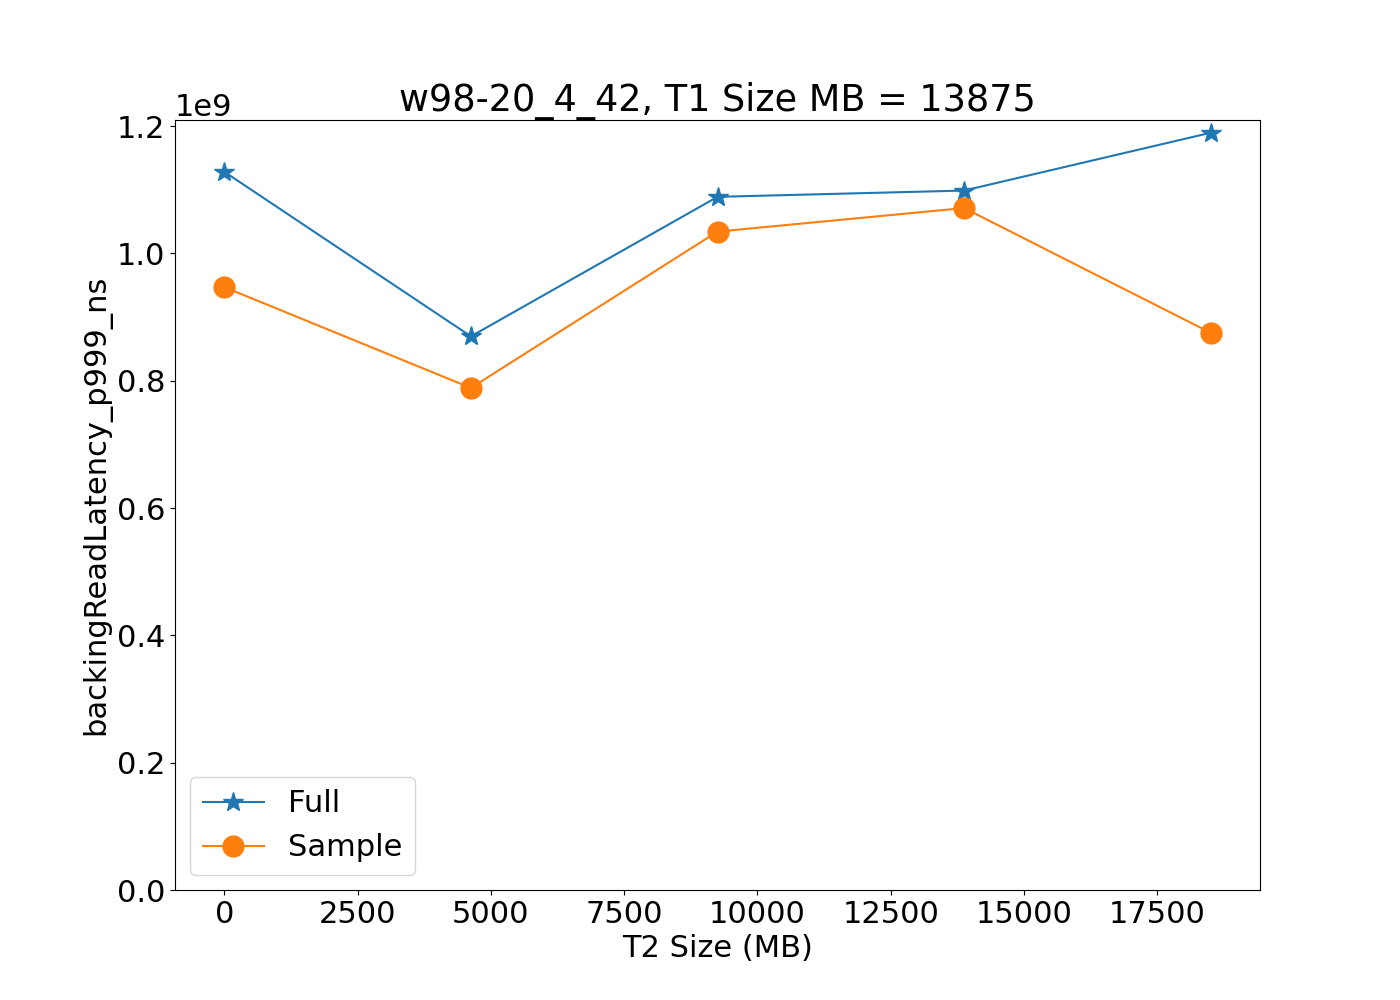 w98-20_4_42, T1 Size MB = 13875
1e9
1.2
1.0
0.8
0.6
0.4
0.2
0.0
backingReadLatency_p999_ns
Full
Sample
0 2500 5000 7500 10000 12500 15000 17500
T2 Size (MB)